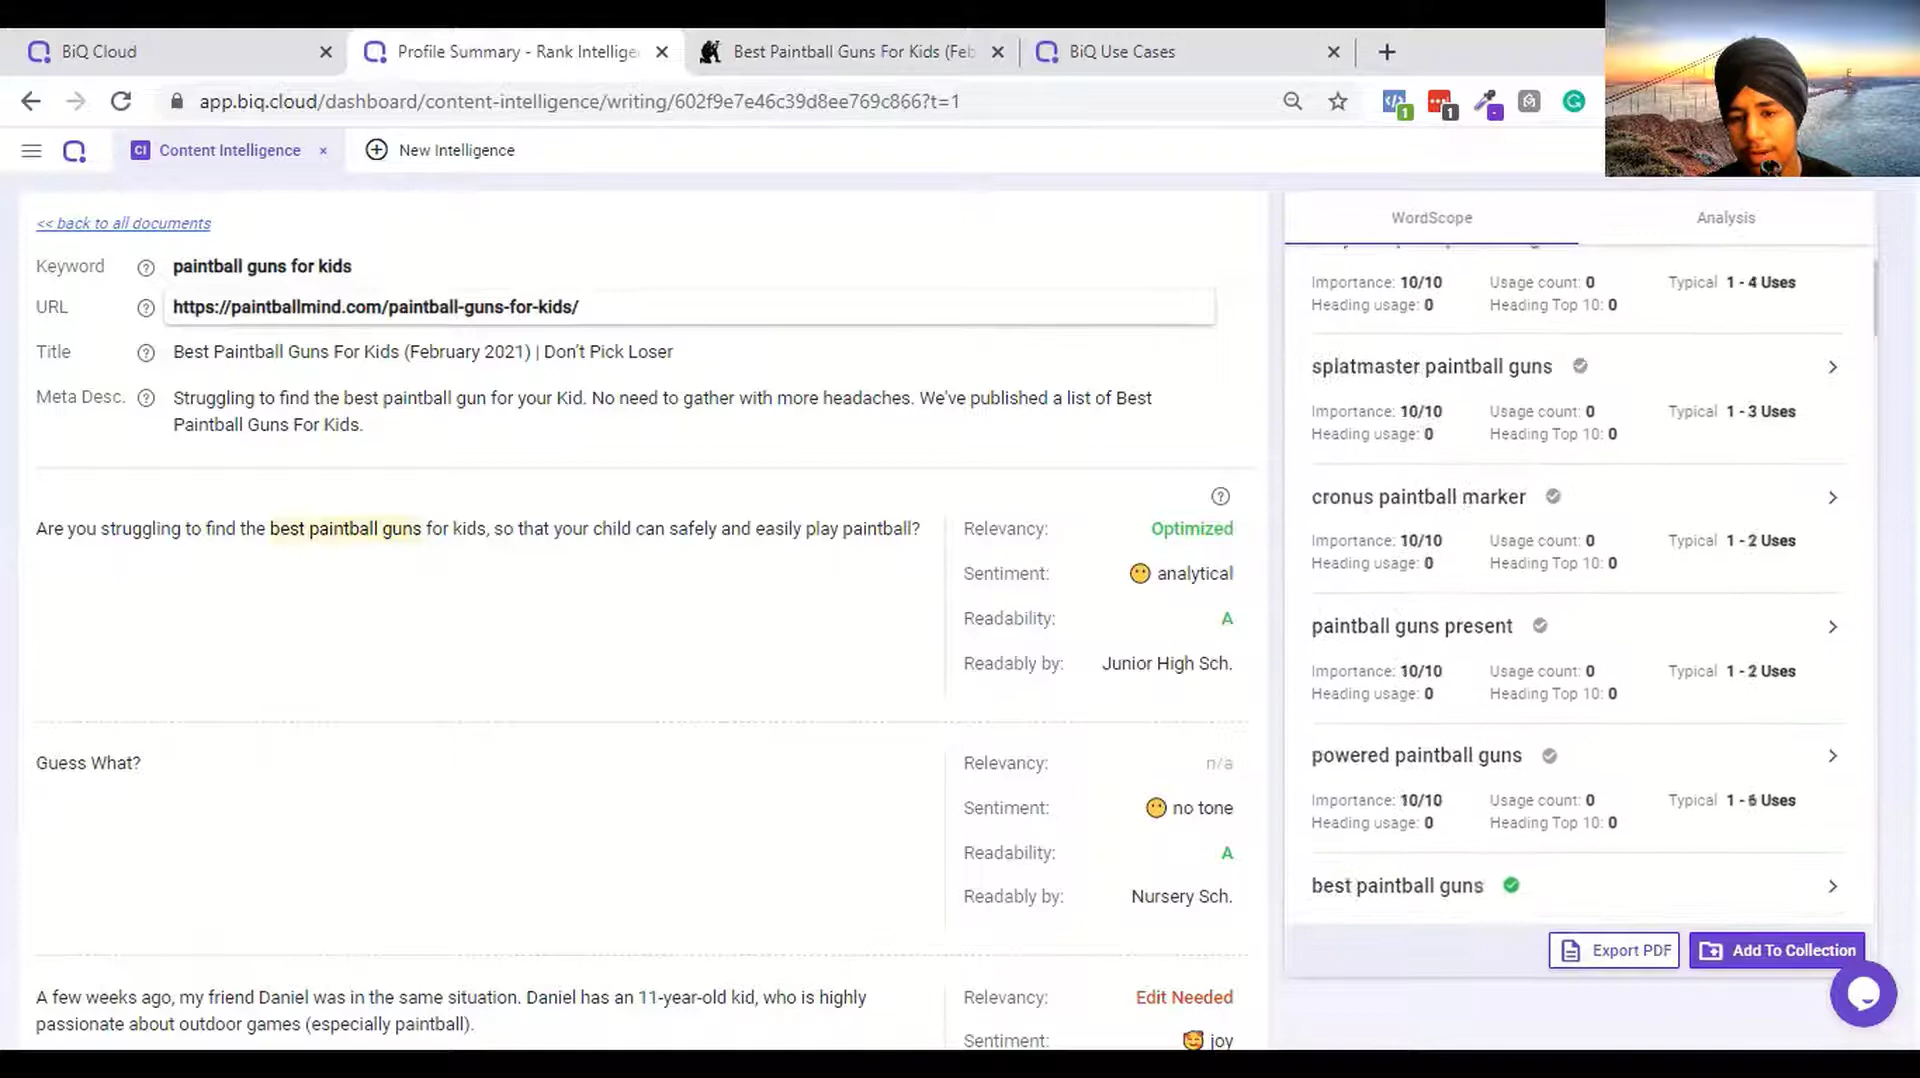 BiQ Cloud
Profile Summary - Rank Intellige
Best Paintball Guns For Kids (Feb
BiQ Use Cases
app.biq.cloud/dashboard/content-intelligence/writing/602f9e7e46c39d8ee769c866?t=1
1
1
CI Content Intelligence
New Intelligence
<< back to all documents
Keyword ? paintball guns for kids
URL ? https://paintballmind.com/paintball-guns-for-kids/
Title ? Best Paintball Guns For Kids (February 2021) | Don't Pick Loser
Meta Desc. ? Struggling to find the best paintball gun for your Kid. No need to gather with more headaches. We've published a list of Best
Paintball Guns For Kids.
?
Are you struggling to find the best paintball guns for kids, so that your child can safely and easily play paintball?
Relevancy: Optimized
Sentiment: analytical
Readability: A
Readably by: Junior High Sch.
Guess What?
Relevancy: n/a
Sentiment: no tone
Readability: A
Readably by: Nursery Sch.
A few weeks ago, my friend Daniel was in the same situation. Daniel has an 11-year-old kid, who is highly
passionate about outdoor games (especially paintball).
Relevancy: Edit Needed
Sentiment: joy
WordScope
Analysis
Importance: 10/10 Usage count: 0 Typical 1 - 4 Uses
Heading usage: 0 Heading Top 10: 0
splatmaster paintball guns
Importance: 10/10 Usage count: 0 Typical 1 - 3 Uses
Heading usage: 0 Heading Top 10: 0
cronus paintball marker
Importance: 10/10 Usage count: 0 Typical 1 - 2 Uses
Heading usage: 0 Heading Top 10: 0
paintball guns present
Importance: 10/10 Usage count: 0 Typical 1 - 2 Uses
Heading usage: 0 Heading Top 10: 0
powered paintball guns
Importance: 10/10 Usage count: 0 Typical 1 - 6 Uses
Heading usage: 0 Heading Top 10: 0
best paintball guns
Export PDF
Add To Collection